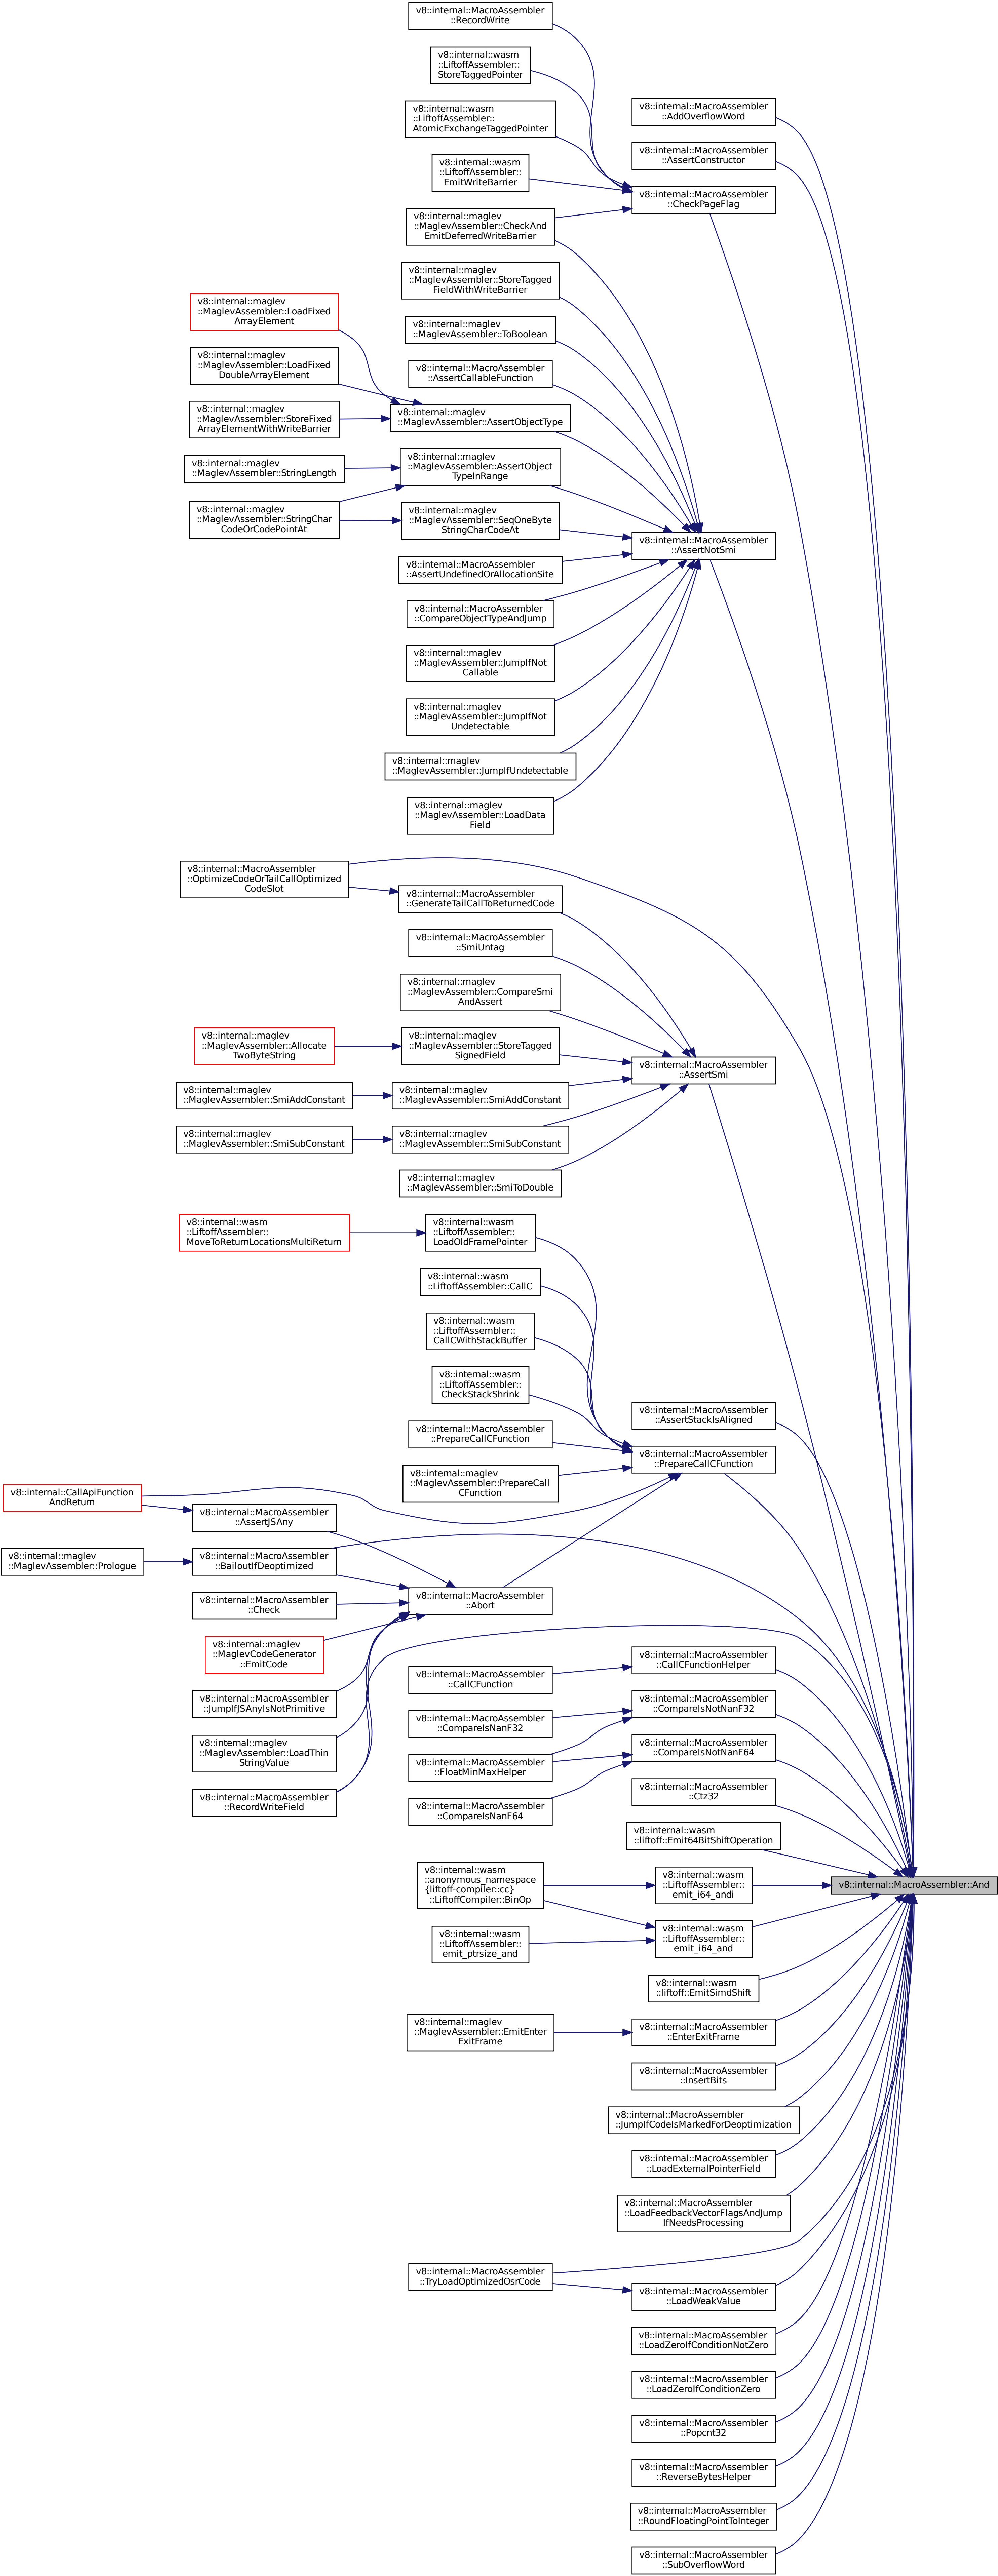 v8::internal::MacroAssembler
::RecordWrite
v8::internal::wasm
::LiftoffAssembler::
StoreTaggedPointer
v8::internal::wasm
::LiftoffAssembler::
AtomicExchangeTaggedPointer
v8::internal::MacroAssembler
::AddOverflowWord
v8::internal::MacroAssembler
::AssertConstructor
v8::internal::wasm
::LiftoffAssembler::
EmitWriteBarrier
v8::internal::MacroAssembler
::CheckPageFlag
v8::internal::maglev
::MaglevAssembler::CheckAnd
EmitDeferredWriteBarrier
v8::internal::maglev
::MaglevAssembler::StoreTagged
FieldWithWriteBarrier
v8::internal::maglev
::MaglevAssembler::LoadFixed
ArrayElement
v8::internal::maglev
::MaglevAssembler::ToBoolean
v8::internal::maglev
::MaglevAssembler::LoadFixed
DoubleArrayElement
v8::internal::MacroAssembler
::AssertCallableFunction
v8::internal::maglev
::MaglevAssembler::StoreFixed
ArrayElementWithWriteBarrier
v8::internal::maglev
::MaglevAssembler::AssertObjectType
v8::internal::maglev
::MaglevAssembler::StringLength
v8::internal::maglev
::MaglevAssembler::AssertObject
TypeInRange
v8::internal::maglev
::MaglevAssembler::StringChar
CodeOrCodePointAt
v8::internal::maglev
::MaglevAssembler::SeqOneByte
StringCharCodeAt
v8::internal::MacroAssembler
::AssertNotSmi
v8::internal::MacroAssembler
::AssertUndefinedOrAllocationSite
v8::internal::MacroAssembler
::CompareObjectTypeAndJump
v8::internal::maglev
::MaglevAssembler::JumpIfNot
Callable
v8::internal::maglev
::MaglevAssembler::JumpIfNot
Undetectable
v8::internal::maglev
::MaglevAssembler::JumpIfUndetectable
v8::internal::maglev
::MaglevAssembler::LoadData
Field
v8::internal::MacroAssembler
::OptimizeCodeOrTailCallOptimized
CodeSlot
v8::internal::MacroAssembler
::GenerateTailCallToReturnedCode
v8::internal::MacroAssembler
::SmiUntag
v8::internal::maglev
::MaglevAssembler::CompareSmi
AndAssert
v8::internal::maglev
::MaglevAssembler::Allocate
TwoByteString
v8::internal::maglev
::MaglevAssembler::StoreTagged
SignedField
v8::internal::MacroAssembler
::AssertSmi
v8::internal::maglev
::MaglevAssembler::SmiAddConstant
v8::internal::maglev
::MaglevAssembler::SmiAddConstant
v8::internal::maglev
::MaglevAssembler::SmiSubConstant
v8::internal::maglev
::MaglevAssembler::SmiSubConstant
v8::internal::maglev
::MaglevAssembler::SmiToDouble
v8::internal::wasm
::LiftoffAssembler::
MoveToReturnLocationsMultiReturn
v8::internal::wasm
::LiftoffAssembler::
LoadOldFramePointer
v8::internal::wasm
::LiftoffAssembler::CallC
v8::internal::wasm
::LiftoffAssembler::
CallCWithStackBuffer
v8::internal::wasm
::LiftoffAssembler::
CheckStackShrink
v8::internal::MacroAssembler
::AssertStackIsAligned
v8::internal::MacroAssembler
::PrepareCallCFunction
v8::internal::MacroAssembler
::PrepareCallCFunction
v8::internal::maglev
::MaglevAssembler::PrepareCall
CFunction
v8::internal::CallApiFunction
AndReturn
v8::internal::MacroAssembler
::AssertJSAny
v8::internal::maglev
::MaglevAssembler::Prologue
v8::internal::MacroAssembler
::BailoutIfDeoptimized
v8::internal::MacroAssembler
::Check
v8::internal::MacroAssembler
::Abort
v8::internal::maglev
::MaglevCodeGenerator
::EmitCode
v8::internal::MacroAssembler
::JumpIfJSAnyIsNotPrimitive
v8::internal::maglev
::MaglevAssembler::LoadThin
StringValue
v8::internal::MacroAssembler
::RecordWriteField
v8::internal::MacroAssembler
::CallCFunction
v8::internal::MacroAssembler
::CallCFunctionHelper
v8::internal::MacroAssembler
::CompareIsNanF32
v8::internal::MacroAssembler
::CompareIsNotNanF32
v8::internal::MacroAssembler
::FloatMinMaxHelper
v8::internal::MacroAssembler
::CompareIsNotNanF64
v8::internal::MacroAssembler
::CompareIsNanF64
v8::internal::MacroAssembler
::Ctz32
v8::internal::wasm
::liftoff::Emit64BitShiftOperation
v8::internal::wasm
::anonymous_namespace
{liftoff-compiler::cc}
::LiftoffCompiler::BinOp
v8::internal::wasm
::LiftoffAssembler::
emit_i64_andi
v8::internal::MacroAssembler::And
v8::internal::wasm
::LiftoffAssembler::
emit_ptrsize_and
v8::internal::wasm
::LiftoffAssembler::
emit_i64_and
v8::internal::wasm
::liftoff::EmitSimdShift
v8::internal::maglev
::MaglevAssembler::EmitEnter
ExitFrame
v8::internal::MacroAssembler
::EnterExitFrame
v8::internal::MacroAssembler
::InsertBits
v8::internal::MacroAssembler
::JumpIfCodeIsMarkedForDeoptimization
v8::internal::MacroAssembler
::LoadExternalPointerField
v8::internal::MacroAssembler
::LoadFeedbackVectorFlagsAndJump
IfNeedsProcessing
v8::internal::MacroAssembler
::TryLoadOptimizedOsrCode
v8::internal::MacroAssembler
::LoadWeakValue
v8::internal::MacroAssembler
::LoadZeroIfConditionNotZero
v8::internal::MacroAssembler
::LoadZeroIfConditionZero
v8::internal::MacroAssembler
::Popcnt32
v8::internal::MacroAssembler
::ReverseBytesHelper
v8::internal::MacroAssembler
::RoundFloatingPointToInteger
v8::internal::MacroAssembler
::SubOverflowWord